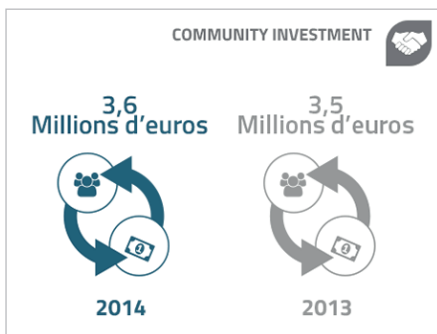 COMMUNITY INVESTMENT
3,6
Millions d'euros
3,5
Millions d'euros
2014
2013